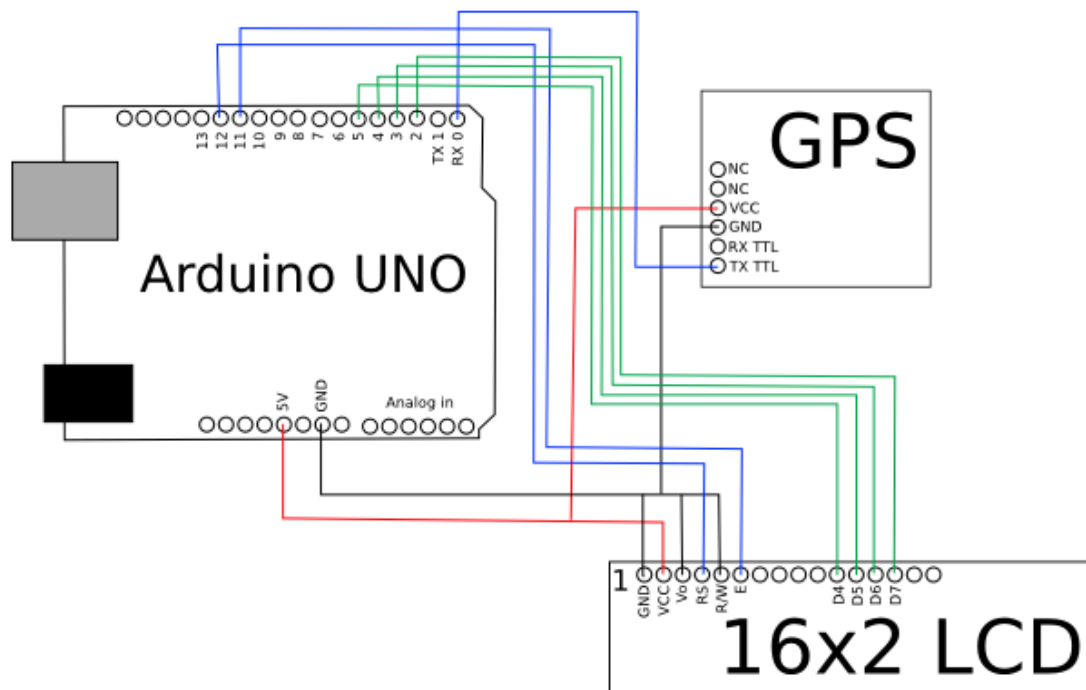 13
12
11
10
9
8
7
6
5
4
3
2
TX 1
RX 0
Arduino UNO
5V
GND
Analog in
GPS
NC
NC
VCC
GND
RX TTL
TX TTL
1
GND
VCC
Vo
RS
R/W
E
D4
D5
D6
D7
16x2 LCD